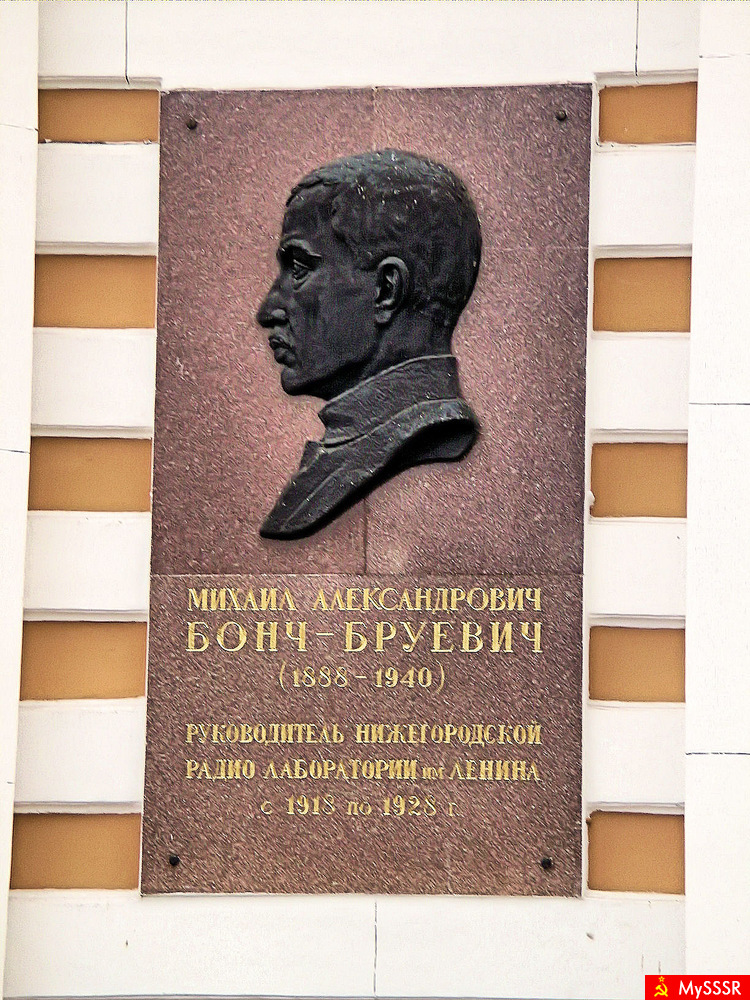 МИХАИЛ АЛЕКСАНДРОВИЧ
БОНЧ-БРУЕВИЧ
(1888-1940)
РУКОВОДИТЕЛЬ НИЖЕГОРОДСКОЙ
РАДИО ЛАБОРАТОРИИ им ЛЕНИНА
с 1918 по 1928 г.
MySSSR